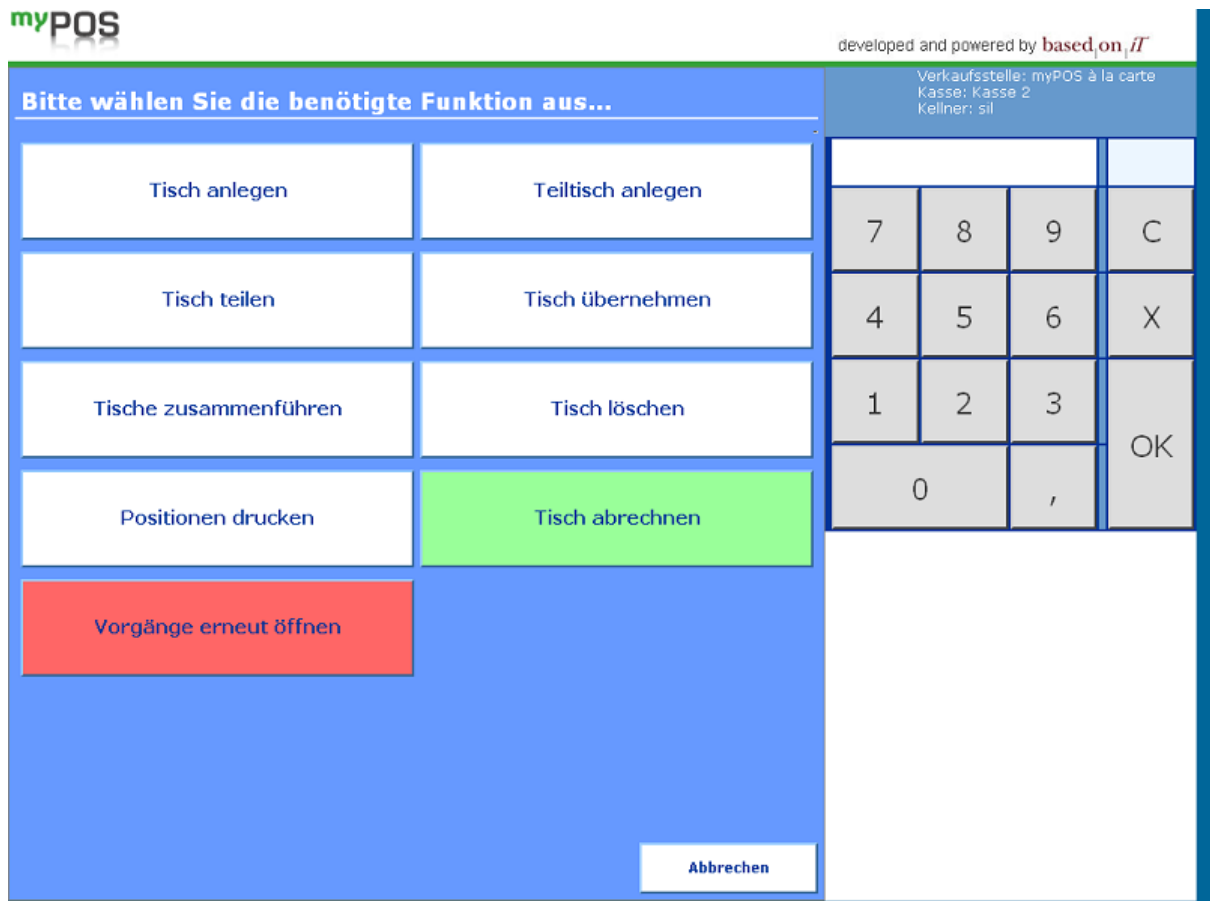 myPOS
developed and powered by based on iT
Bitte wählen Sie die benötigte Funktion aus...
Verkaufsstelle: myPOS à la carte
Kasse: Kasse 2
Kellner: sil
Tisch anlegen
Teiltisch anlegen
Tisch teilen
Tisch übernehmen
Tische zusammenführen
Tisch löschen
Positionen drucken
Tisch abrechnen
Vorgänge erneut öffnen
Abbrechen
7 8 9 C
4 5 6 X
1 2 3
OK
0 ,